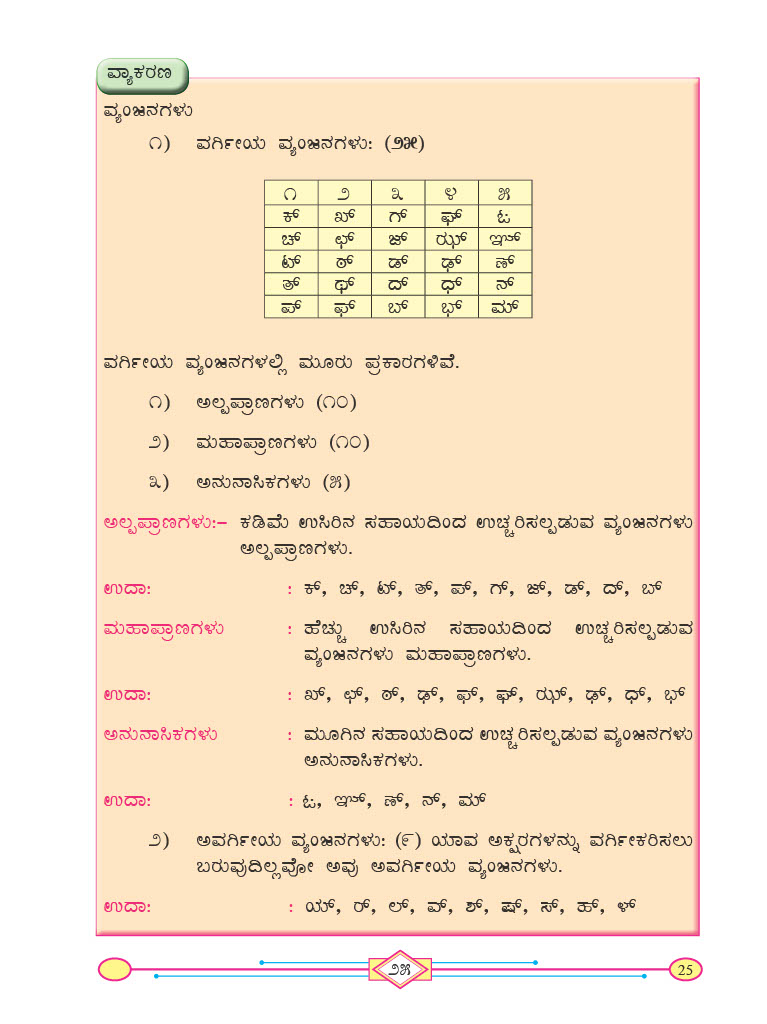 ವ್ಯಾಕರಣ
ವ್ಯಂಜನಗಳು
೧) ವರ್ಗೀಯ ವ್ಯಂಜನಗಳು: (೨೫)
೧ ೨ ೩ ೪ ೫
ಕ್ ಖ್ ಗ್ ಘ್ ಓ
ಚ್ ಛ್ ಜ್ ಝ್ ಞ್
ಟ್ ಠ್ ಡ್ ಢ್ ಣ್
ತ್ ಥ್ ದ್ ಧ್ ನ್
ಪ್ ಫ್ ಬ್ ಭ್ ಮ್
ವರ್ಗೀಯ ವ್ಯಂಜನಗಳಲ್ಲಿ ಮೂರು ಪ್ರಕಾರಗಳಿವೆ.
೧) ಅಲ್ಪಪ್ರಾಣಗಳು (೧೦)
೨) ಮಹಾಪ್ರಾಣಗಳು (೧೦)
೩) ಅನುನಾಸಿಕಗಳು (೫)
ಅಲ್ಪಪ್ರಾಣಗಳು:– ಕಡಿಮೆ ಉಸಿರಿನ ಸಹಾಯದಿಂದ ಉಚ್ಚರಿಸಲ್ಪಡುವ ವ್ಯಂಜನಗಳು
ಅಲ್ಪಪ್ರಾಣಗಳು.
ಉದಾ: : ಕ್, ಚ್, ಟ್, ತ್, ಪ್, ಗ್, ಜ್, ಡ್, ದ್, ಬ್
ಮಹಾಪ್ರಾಣಗಳು : ಹೆಚ್ಚು ಉಸಿರಿನ ಸಹಾಯದಿಂದ ಉಚ್ಚರಿಸಲ್ಪಡುವ
ವ್ಯಂಜನಗಳು ಮಹಾಪ್ರಾಣಗಳು.
ಉದಾ: : ಖ್, ಛ್, ಠ್, ಢ್, ಫ್, ಘ್, ಝ್, ಢ್, ಧ್, ಭ್
ಅನುನಾಸಿಕಗಳು : ಮೂಗಿನ ಸಹಾಯದಿಂದ ಉಚ್ಚರಿಸಲ್ಪಡುವ ವ್ಯಂಜನಗಳು
ಅನುನಾಸಿಕಗಳು.
ಉದಾ: : ಓ, ಞ್, ಣ್, ನ್, ಮ್
೨) ಅವರ್ಗೀಯ ವ್ಯಂಜನಗಳು: (೯) ಯಾವ ಅಕ್ಷರಗಳನ್ನು ವರ್ಗೀಕರಿಸಲು
ಬರುವುದಿಲ್ಲವೋ ಅವು ಅವರ್ಗೀಯ ವ್ಯಂಜನಗಳು.
ಉದಾ: : ಯ್, ರ್, ಲ್, ವ್, ಶ್, ಷ್, ಸ್, ಹ್, ಳ್
೨೫
25